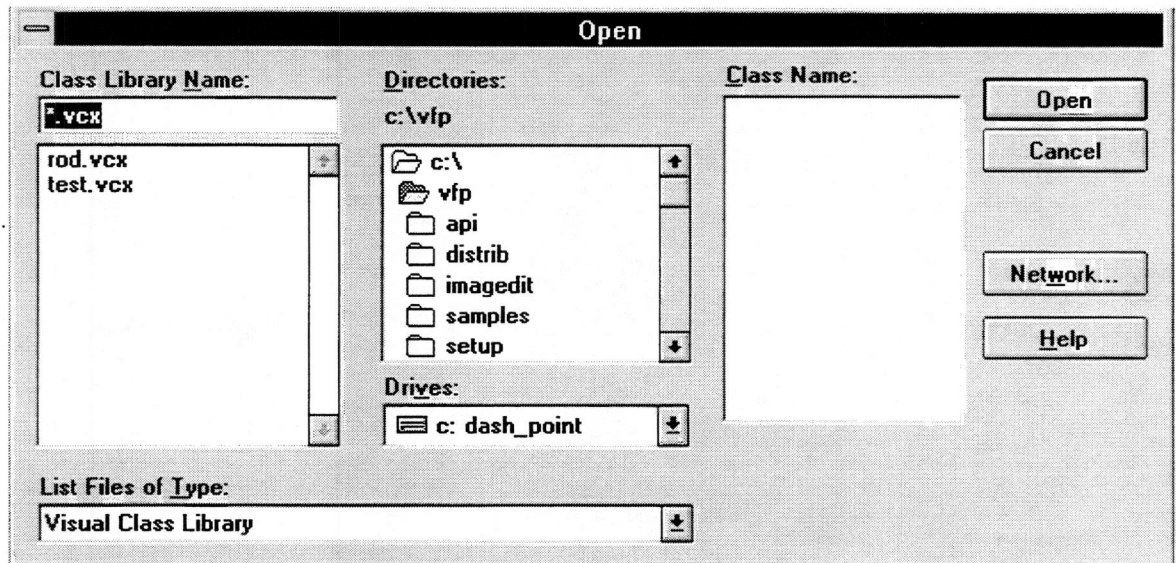 Open
Class Library Name:
*.vcx
rod.vcx
test.vcx
Directories:
c:\vfp
c:\
vfp
api
distrib
imagedit
samples
setup
Drives:
c: dash_point
List Files of Type:
Visual Class Library
Class Name:
Open
Cancel
Network...
Help